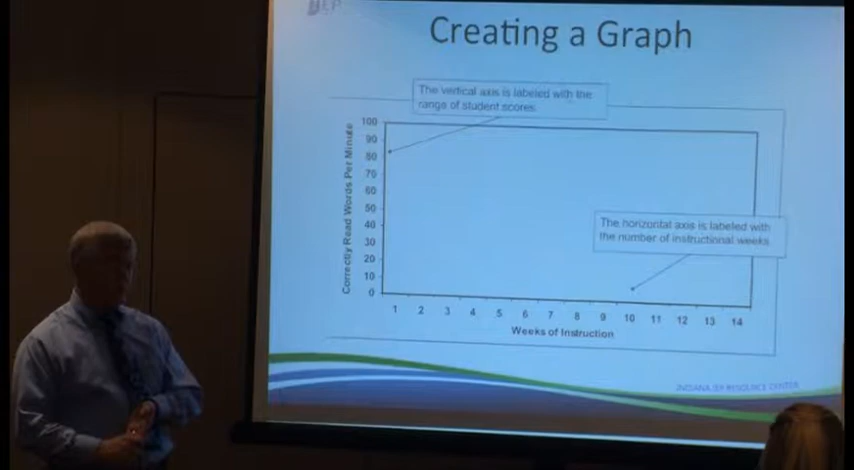 IEP
Creating a Graph
The vertical axis is labeled with the
range of student scores.
Correctly Read Words Per Minute
100
90
80
70
60
50
40
30
20
10
0
The horizontal axis is labeled with
the number of instructional weeks.
1 2 3 4 5 6 7 8 9 10 11 12 13 14
Weeks of Instruction
INDIANA IEP RESOURCE CENTER